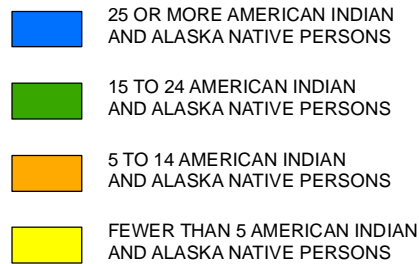 25 OR MORE AMERICAN INDIAN
AND ALASKA NATIVE PERSONS
15 TO 24 AMERICAN INDIAN
AND ALASKA NATIVE PERSONS
5 TO 14 AMERICAN INDIAN
AND ALASKA NATIVE PERSONS
FEWER THAN 5 AMERICAN INDIAN
AND ALASKA NATIVE PERSONS